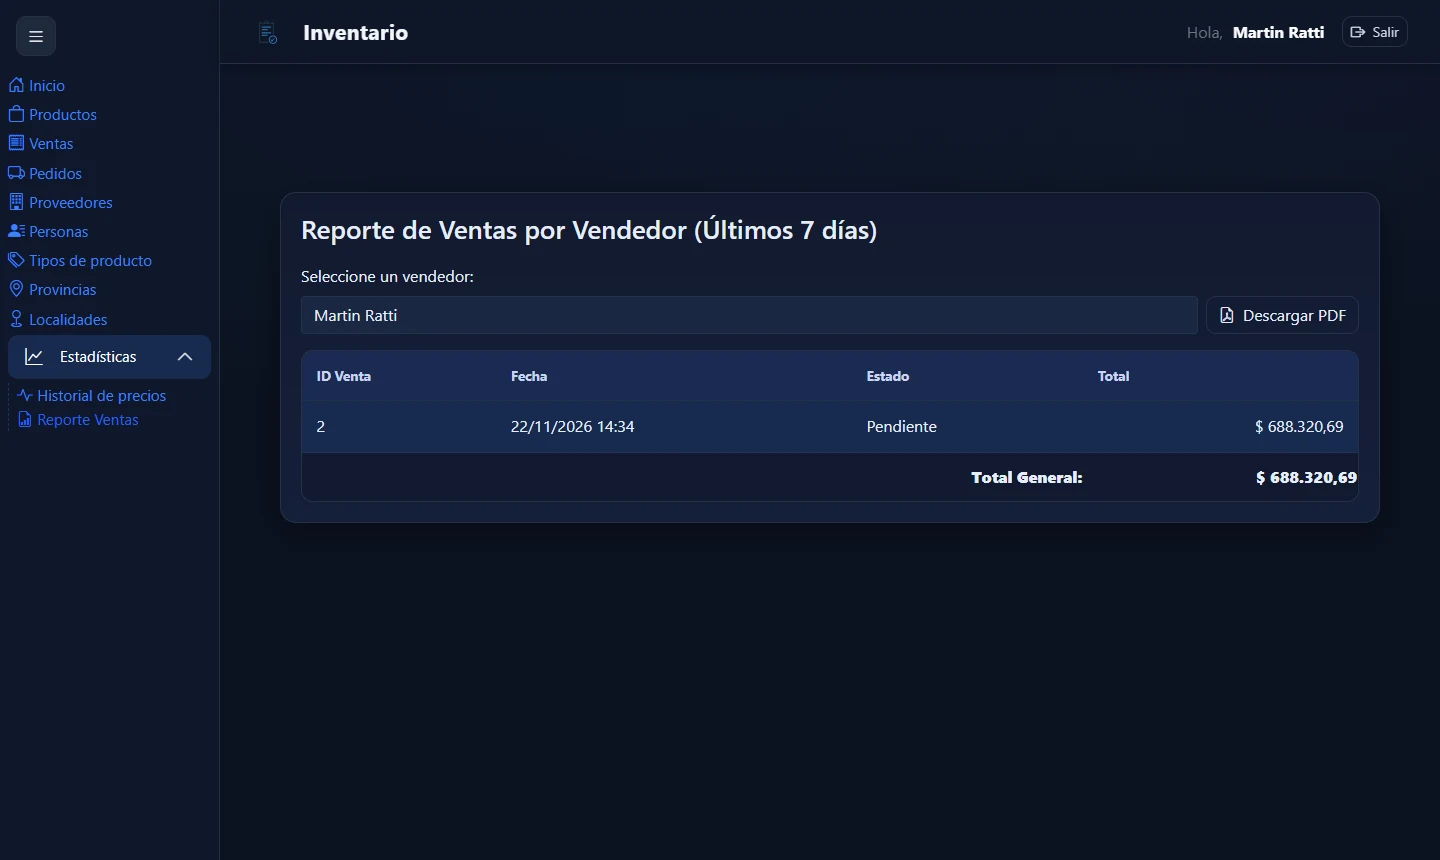 Inventario
Hola, Martin Ratti
Salir
Inicio
Productos
Ventas
Pedidos
Proveedores
Personas
Tipos de producto
Provincias
Localidades
Estadísticas
Historial de precios
Reporte Ventas
Reporte de Ventas por Vendedor (Últimos 7 días)
Seleccione un vendedor:
Martin Ratti
Descargar PDF
ID Venta Fecha Estado Total
2 22/11/2026 14:34 Pendiente $ 688.320,69
Total General: $ 688.320,69